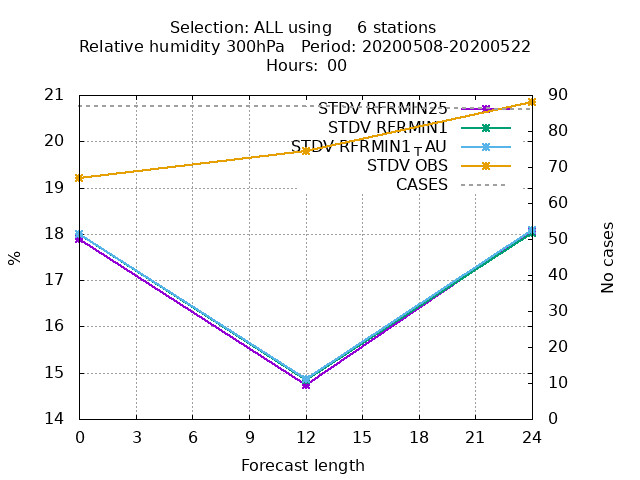 Selection: ALL using     6 stations
Relative humidity 300hPa   Period: 20200508-20200522
Hours: 00
21
20
19
18
17
16
15
14
90
80
70
60
50
40
30
20
10
0
STDV RFRMIN25
STDV RFRMIN1
STDV RFRMIN1TAU
STDV OBS
CASES
%
No cases
0 3 6 9 12 15 18 21 24
Forecast length